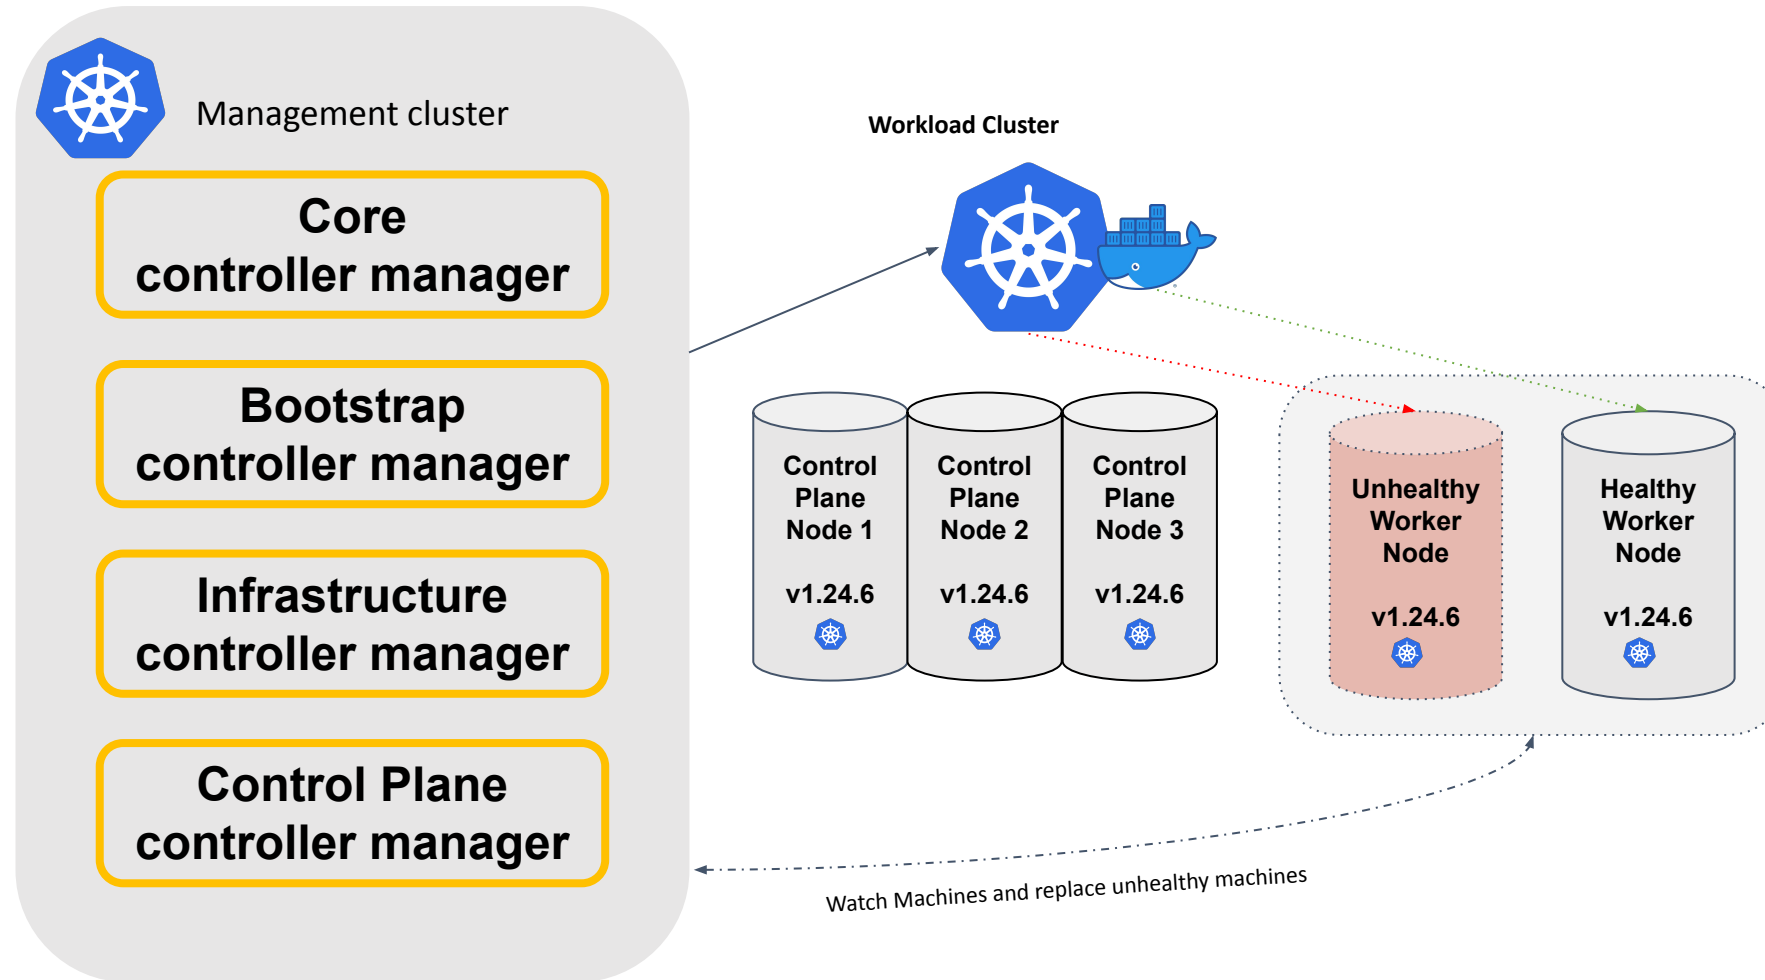 Management cluster
Core
controller manager
Bootstrap
controller manager
Infrastructure
controller manager
Control Plane
controller manager
Workload Cluster
Control
Plane
Node 1
v1.24.6
Control
Plane
Node 2
v1.24.6
Control
Plane
Node 3
v1.24.6
Unhealthy
Worker
Node
v1.24.6
Healthy
Worker
Node
v1.24.6
Watch Machines and replace unhealthy machines